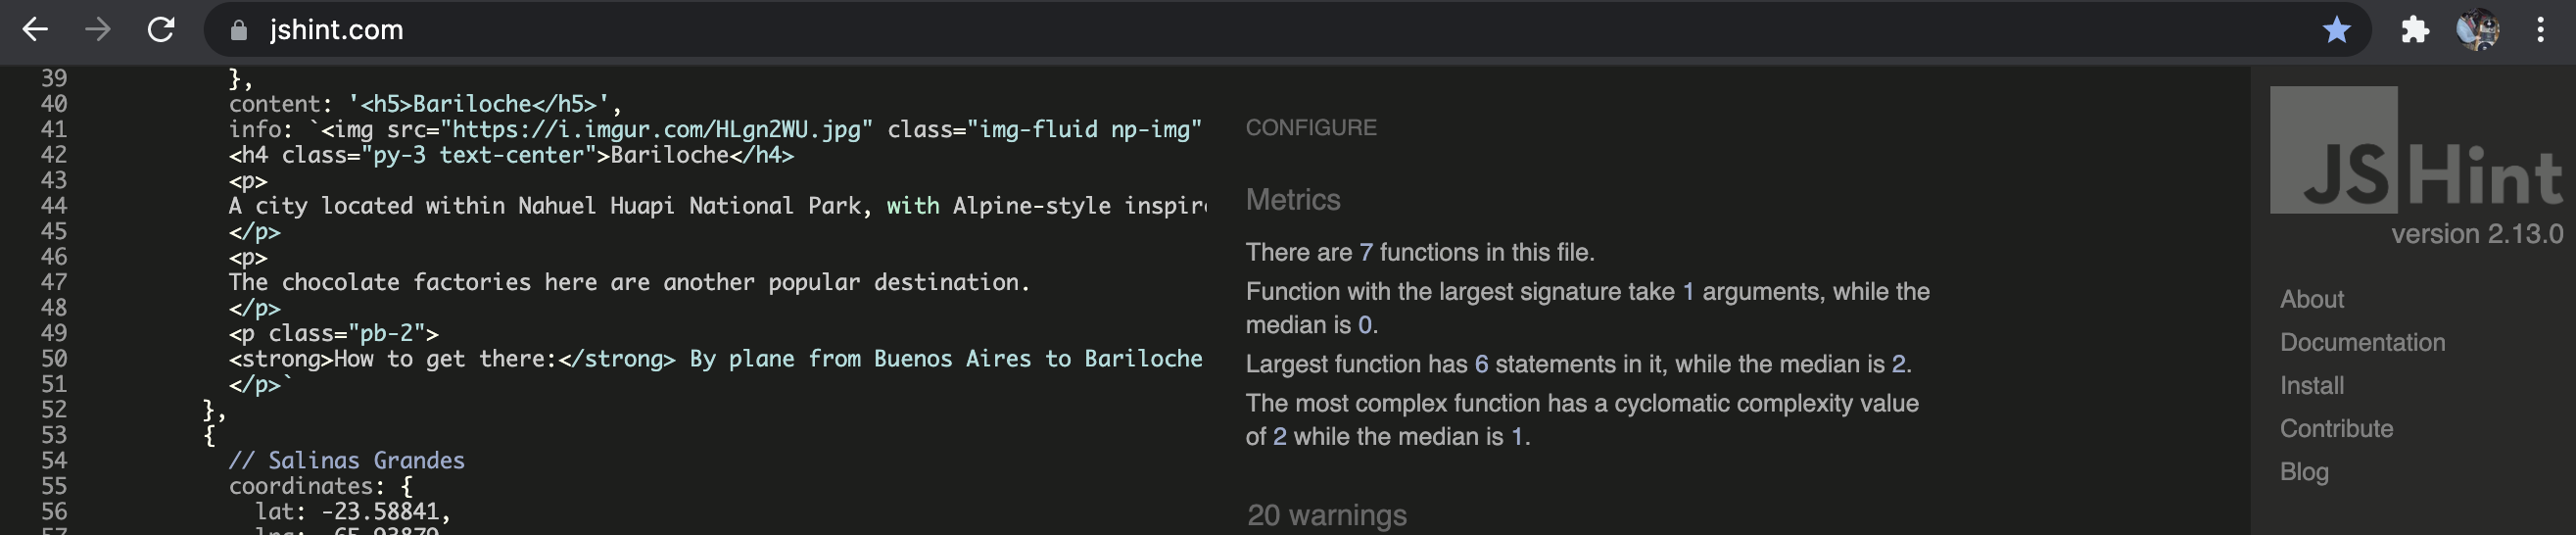 jshint.com
39 },
40 content: '<h5>Bariloche</h5>',
41 info: `<img src="https://i.imgur.com/HLgn2WU.jpg" class="img-fluid np-img"
42 <h4 class="py-3 text-center">Bariloche</h4>
43 <p>
44 A city located within Nahuel Huapi National Park, with Alpine-style
45 </p>
46 <p>
47 The chocolate factories here are another popular destination.
48 </p>
49 <p class="pb-2">
50 <strong>How to get there:</strong> By plane from Buenos Aires to Bariloche
51 </p>`
52 },
53 {
54 // Salinas Grandes
55 coordinates: {
56 lat: -23.58841,
CONFIGURE
Metrics
There are 7 functions in this file.
Function with the largest signature take 1 arguments, while the
median is 0.
Largest function has 6 statements in it, while the median is 2.
The most complex function has a cyclomatic complexity value
of 2 while the median is 1.
20 warnings
JSHint
version 2.13.0
About
Documentation
Install
Contribute
Blog